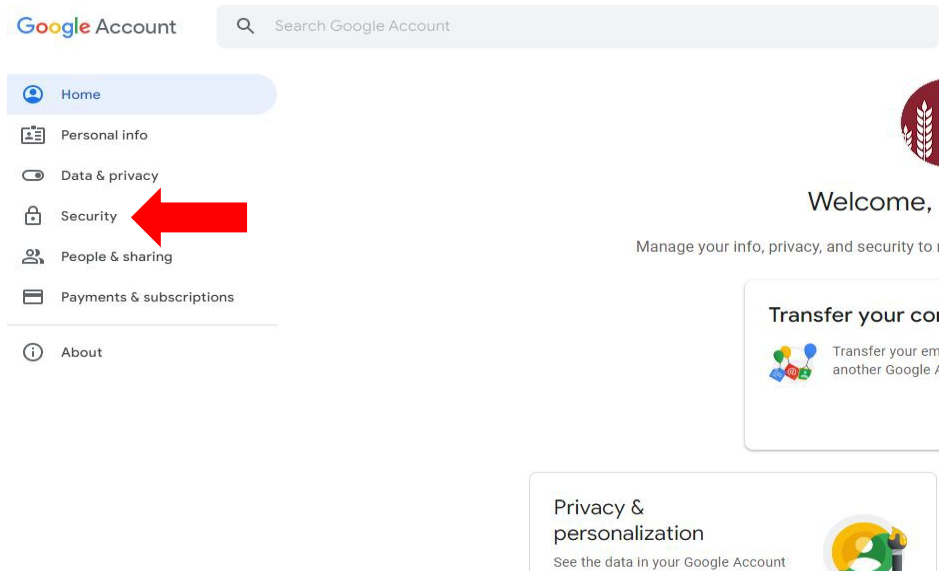 Google Account
Search Google Account
Home
Personal info
Data & privacy
Security
People & sharing
Payments & subscriptions
About
Welcome,
Manage your info, privacy, and security to
Transfer your
Transfer your
another Google
Privacy &
personalization
See the data in your Google Account